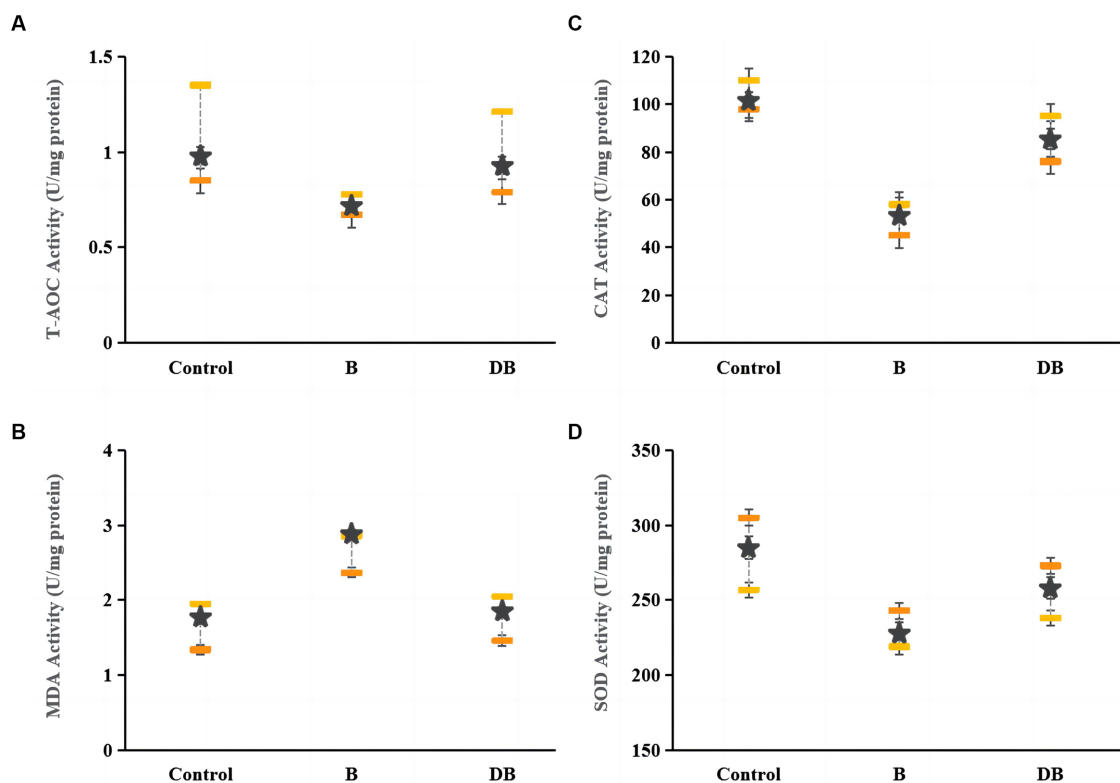 A
T-AOC Activity (U/mg protein)
1.5
1
0.5
0
Control B DB
C
CAT Activity (U/mg protein)
120
100
80
60
40
20
0
Control B DB
B
MDA Activity (U/mg protein)
4
3
2
1
0
Control B DB
D
SOD Activity (U/mg protein)
350
300
250
200
150
Control B DB